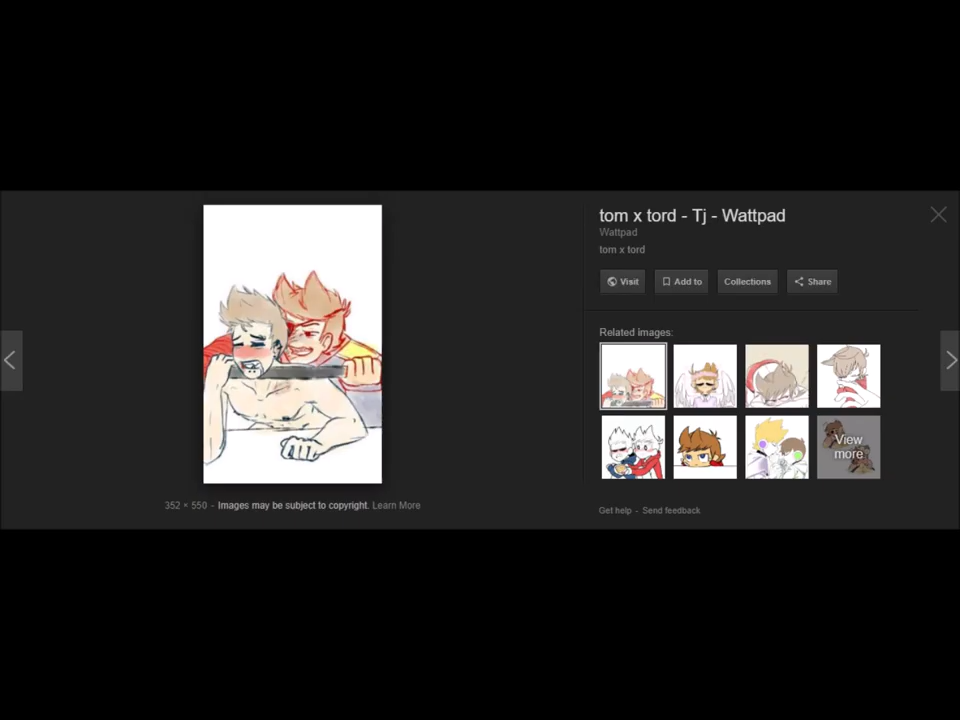 tom x tord - Tj - Wattpad
Wattpad
tom x tord
Visit
Add to
Collections
Share
Related images:
View
more
352 × 550 - Images may be subject to copyright. Learn More
Get help - Send feedback